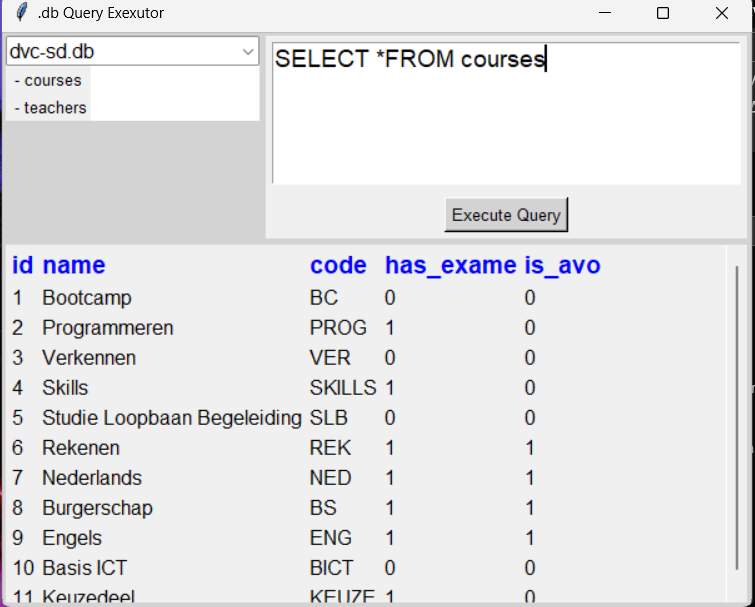 .db Query Exexutor
dvc-sd.db
- courses
- teachers
SELECT *FROM courses
Execute Query
id name code has_exame is_avo
1 Bootcamp BC 0 0
2 Programmeren PROG 1 0
3 Verkennen VER 0 0
4 Skills SKILLS 1 0
5 Studie Loopbaan Begeleiding SLB 0 0
6 Rekenen REK 1 1
7 Nederlands NED 1 1
8 Burgerschap BS 1 1
9 Engels ENG 1 1
10 Basis ICT BICT 0 0
11 Keuzedeel KEUZE 1 0